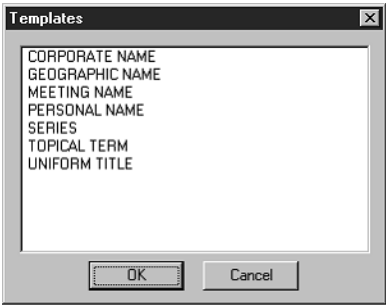 Templates
CORPORATE NAME
GEOGRAPHIC NAME
MEETING NAME
PERSONAL NAME
SERIES
TOPICAL TERM
UNIFORM TITLE
OK
Cancel